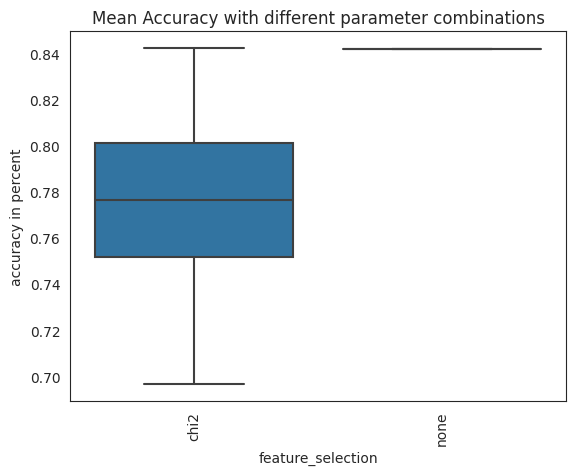 Mean Accuracy with different parameter combinations
accuracy in percent
0.84
0.82
0.80
0.78
0.76
0.74
0.72
0.70
chi2
none
feature_selection